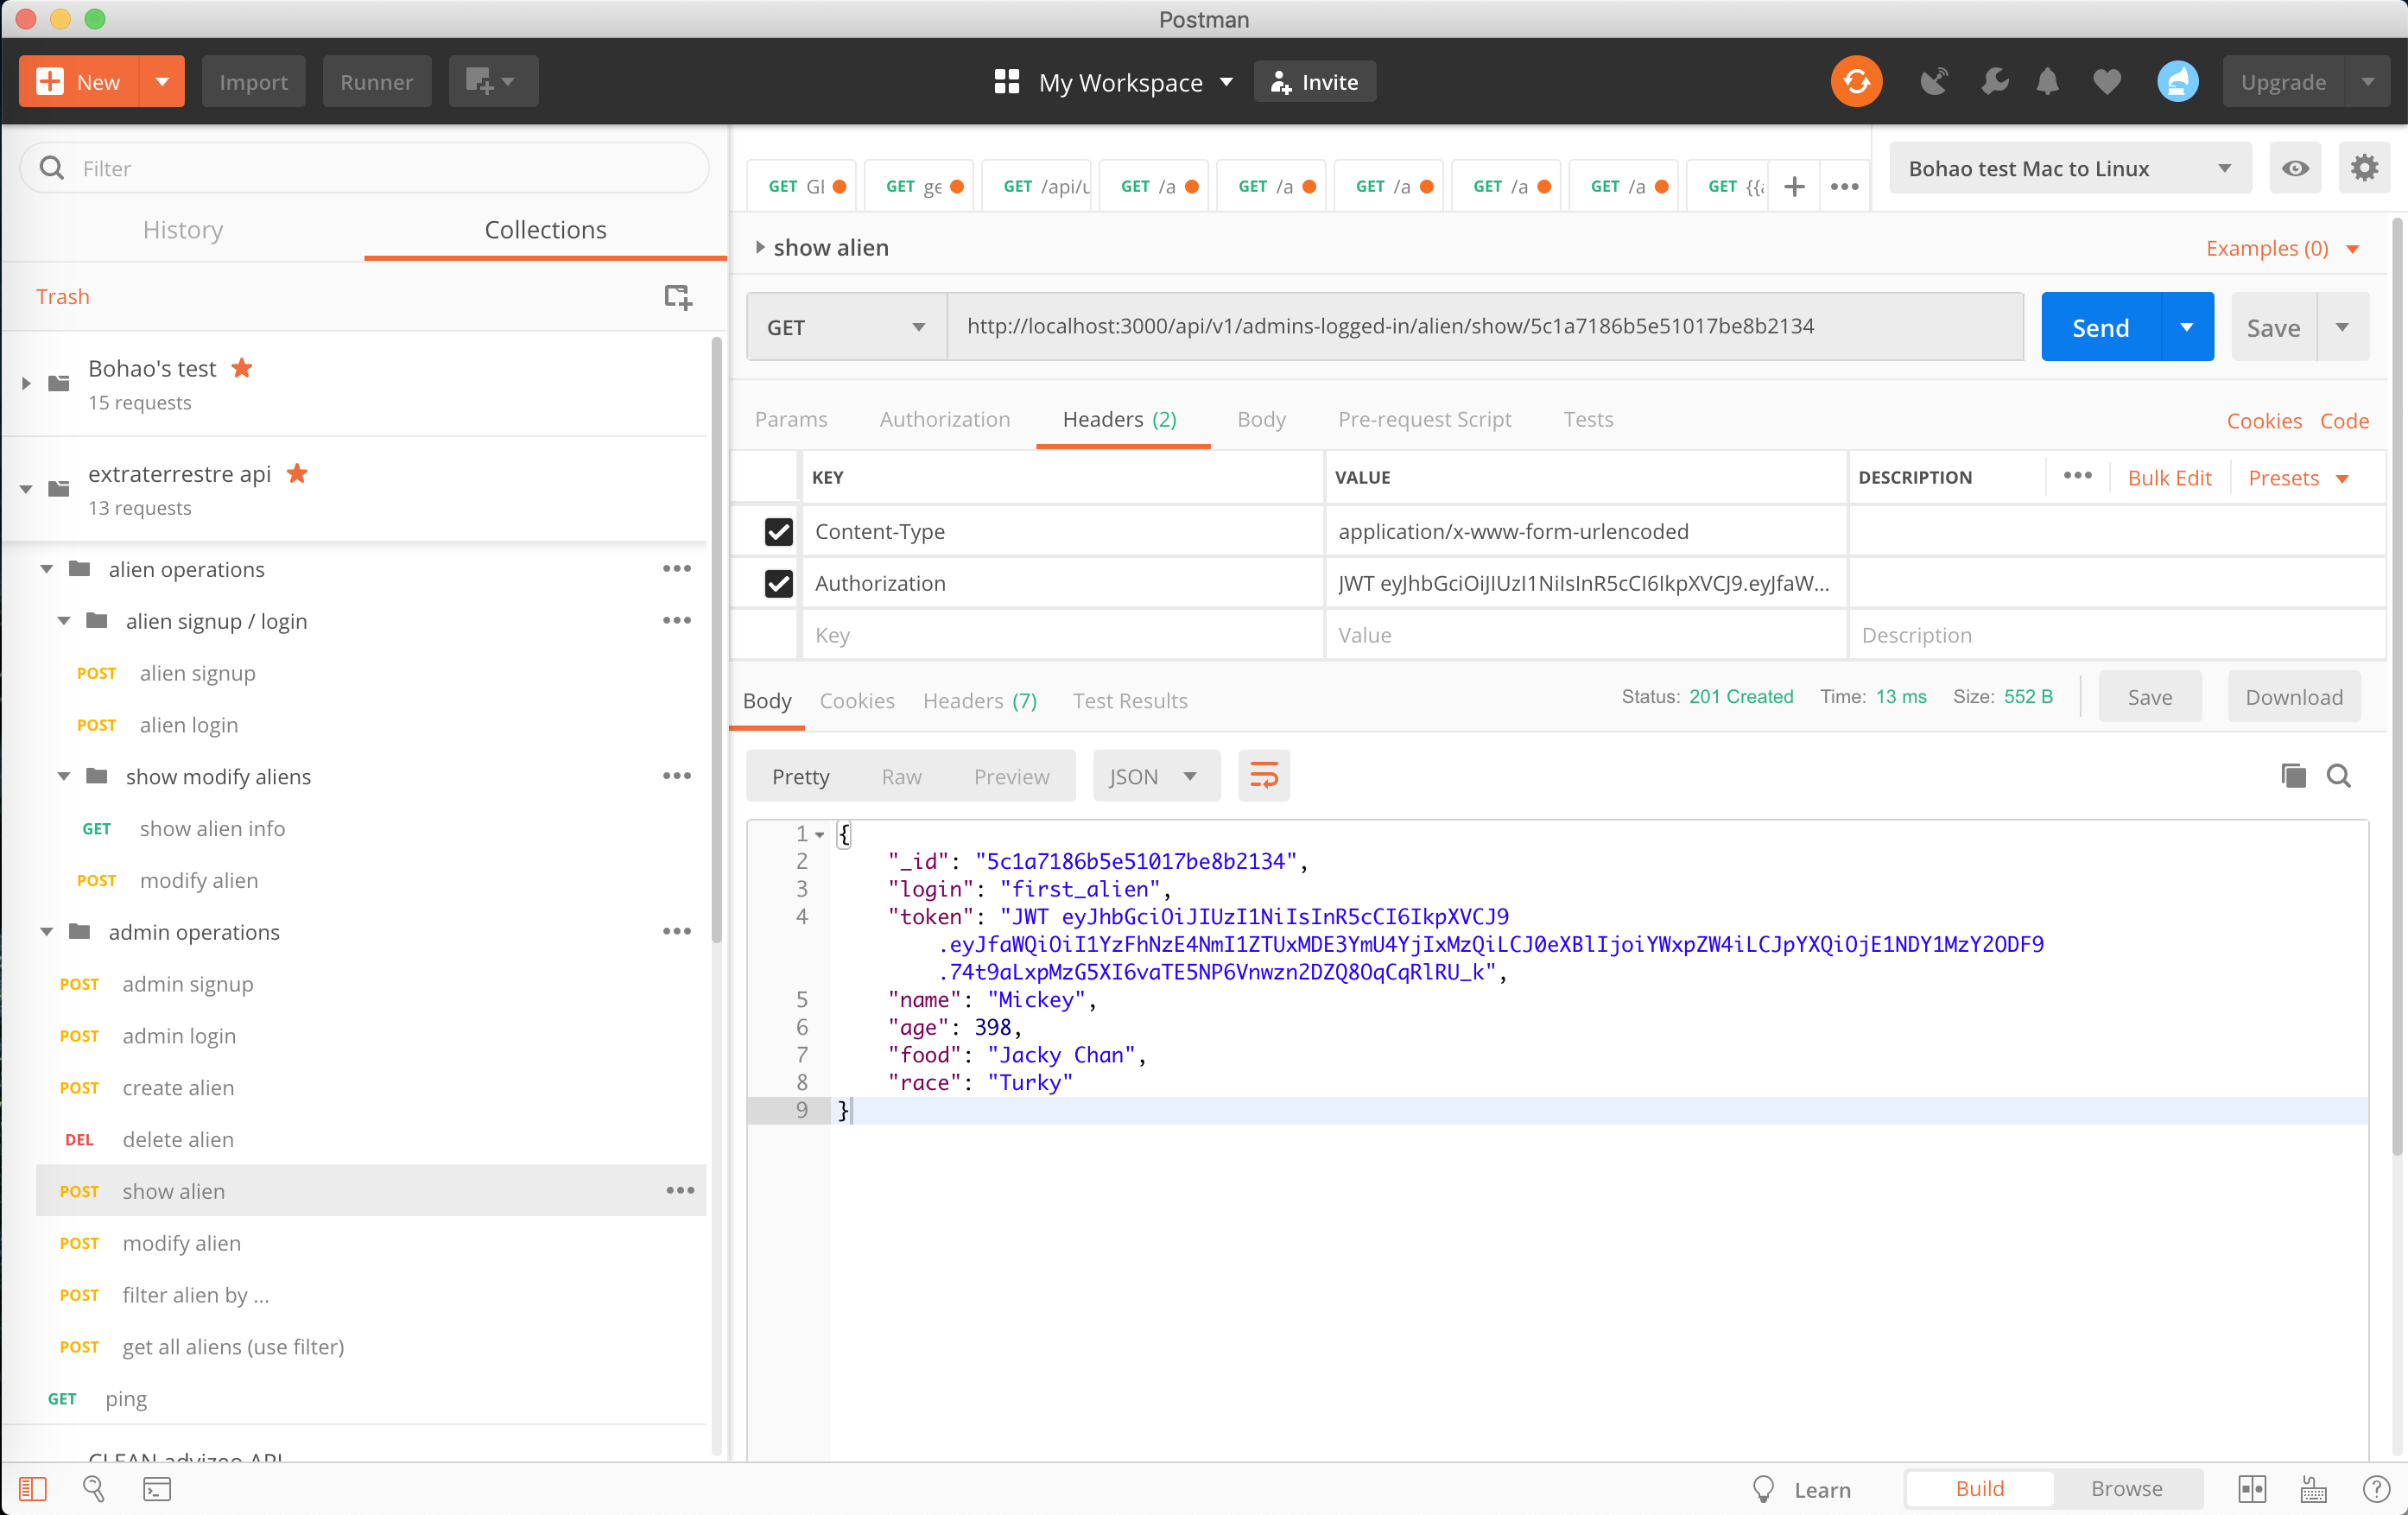 Postman
New
Import
Runner
My Workspace
Invite
Upgrade
Filter
History
Collections
Trash
Bohao's test
15 requests
extraterrestre api
13 requests
alien operations
alien signup / login
POST alien signup
POST alien login
show modify aliens
GET show alien info
POST modify alien
admin operations
POST admin signup
POST admin login
POST create alien
DEL delete alien
POST show alien
POST modify alien
POST filter alien by ...
POST get all aliens (use filter)
GET ping
GET
GET ge
GET /api/u
GET /a
GET /a
GET /a
GET /a
GET /a
GET
Bohao test Mac to Linux
show alien
Examples (0)
GET
http://localhost:3000/api/v1/admins-logged-in/alien/show/5c1a7186b5e51017be8b2134
Send
Save
Params
Authorization
Headers (2)
Body
Pre-request Script
Tests
Cookies
Code
KEY VALUE DESCRIPTION
Bulk Edit
Presets
Content-Type application/x-www-form-urlencoded
Authorization JWT eyJhbGciOiJIUzI1NiIsInR5cCI6IkpXVCJ9.eyJfaW...
Key Value Description
Body
Cookies
Headers (7)
Test Results
Status: 201 Created
Time: 13 ms
Size: 552 B
Save
Download
Pretty
Raw
Preview
JSON
1 {
2 "_id": "5c1a7186b5e51017be8b2134",
3 "login": "first_alien",
4 "token": "JWT eyJhbGciOiJIUzI1NiIsInR5cCI6IkpXVCJ9
.eyJfaWQiOiI1YzFhNzE4NmI1ZTUxMDE3YmU4YjIxMzQiLCJ0eXBlIjoiYWxpZW4iLCJpYXQiOjE1NDY1MzY2ODF9
.74t9aLxpMzG5XI6vaTE5NP6Vnwzn2DZQ8OqCqRlRU_k",
5 "name": "Mickey",
6 "age": 398,
7 "food": "Jacky Chan",
8 "race": "Turky"
9 }
Learn
Build
Browse